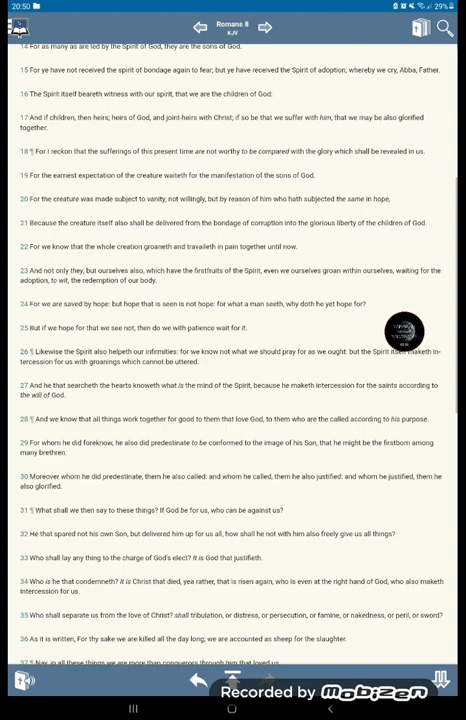 20:50
29%
Romans 8
KJV
14 For as many as are led by the Spirit of God, they are the sons of God.
15 For ye have not received the spirit of bondage again to fear; but ye have received the Spirit of adoption, whereby we cry, Abba, Father.
16 The Spirit itself beareth witness with our spirit, that we are the children of God:
17 And if children, then heirs; heirs of God, and joint-heirs with Christ; if so be that we suffer with him, that we may be also glorified
together.
18 ¶ For I reckon that the sufferings of this present time are not worthy to be compared with the glory which shall be revealed in us.
19 For the earnest expectation of the creature waiteth for the manifestation of the sons of God.
20 For the creature was made subject to vanity, not willingly, but by reason of him who hath subjected the same in hope,
21 Because the creature itself also shall be delivered from the bondage of corruption into the glorious liberty of the children of God.
22 For we know that the whole creation groaneth and travaileth in pain together until now.
23 And not only they, but ourselves also, which have the firstfruits of the Spirit, even we ourselves groan within ourselves, waiting for the
adoption, to wit, the redemption of our body.
24 For we are saved by hope: but hope that is seen is not hope: for what a man seeth, why doth he yet hope for?
25 But if we hope for that we see not, then do we with patience wait for it.
26 ¶ Likewise the Spirit also helpeth our infirmities: for we know not what we should pray for as we ought: but the Spirit itself maketh in-
tercession for us with groanings which cannot be uttered.
27 And he that searcheth the hearts knoweth what is the mind of the Spirit, because he maketh intercession for the saints according to
the will of God.
28 ¶ And we know that all things work together for good to them that love God, to them who are the called according to his purpose.
29 For whom he did foreknow, he also did predestinate to be conformed to the image of his Son, that he might be the firstborn among
many brethren.
30 Moreover whom he did predestinate, them he also called: and whom he called, them he also justified: and whom he justified, them he
also glorified.
31 ¶ What shall we then say to these things? If God be for us, who can be against us?
32 He that spared not his own Son, but delivered him up for us all, how shall he not with him also freely give us all things?
33 Who shall lay any thing to the charge of God's elect? It is God that justifieth.
34 Who is he that condemneth? It is Christ that died, yea rather, that is risen again, who is even at the right hand of God, who also maketh
intercession for us.
35 Who shall separate us from the love of Christ? shall tribulation, or distress, or persecution, or famine, or nakedness, or peril, or sword?
36 As it is written, For thy sake we are killed all the day long; we are accounted as sheep for the slaughter.
37 Nay, in all these things we are more than conquerors through him that loved us.
Recorded by mobizen